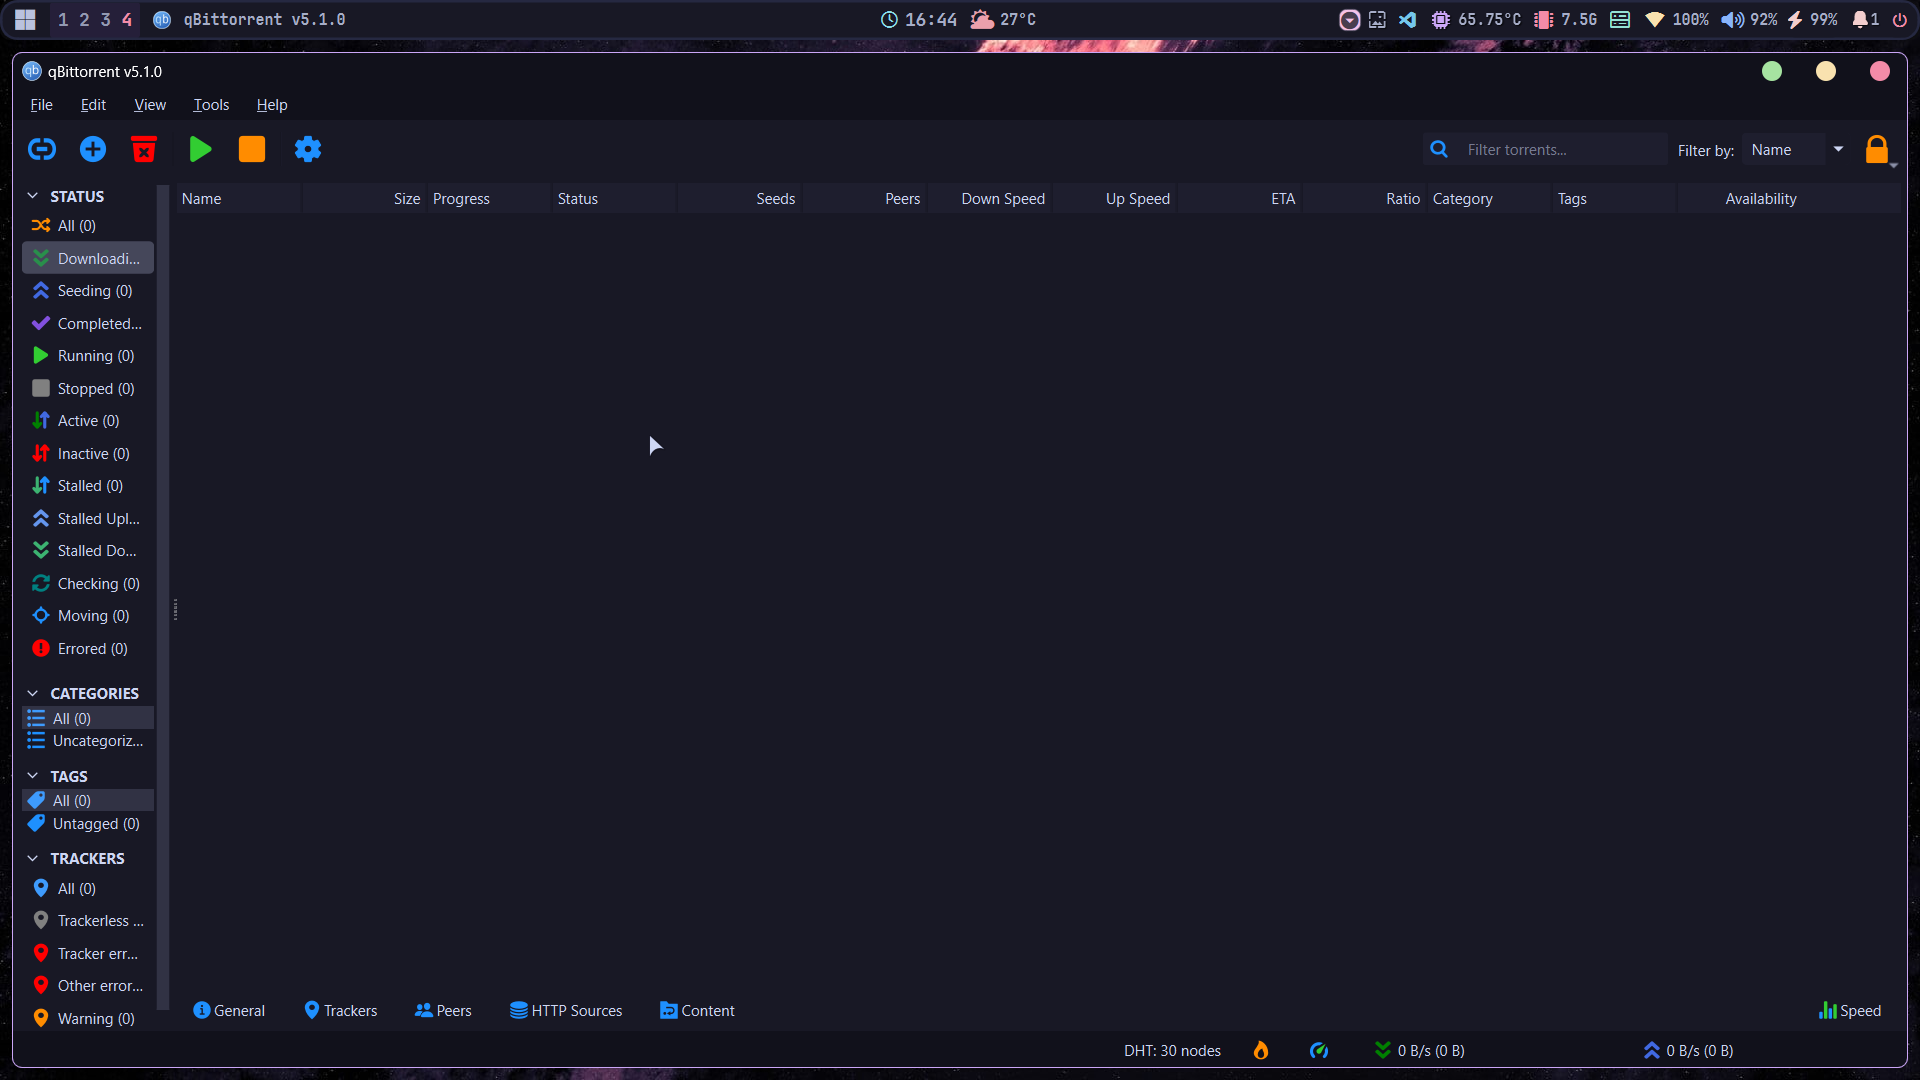 1 2 3 4 qb qBittorrent v5.1.0 16:44 27°C 65.75°C 7.5G 100% 92% 99% 1
qb qBittorrent v5.1.0
File Edit View Tools Help
Filter torrents... Filter by: Name
STATUS
Name Size Progress Status Seeds Peers Down Speed Up Speed ETA Ratio Category Tags Availability
All (0)
Downloadi...
Seeding (0)
Completed...
Running (0)
Stopped (0)
Active (0)
Inactive (0)
Stalled (0)
Stalled Upl...
Stalled Do...
Checking (0)
Moving (0)
Errored (0)
CATEGORIES
All (0)
Uncategoriz...
TAGS
All (0)
Untagged (0)
TRACKERS
All (0)
Trackerless ...
Tracker err...
Other error...
Warning (0)
General Trackers Peers HTTP Sources Content Speed
DHT: 30 nodes 0 B/s (0 B) 0 B/s (0 B)